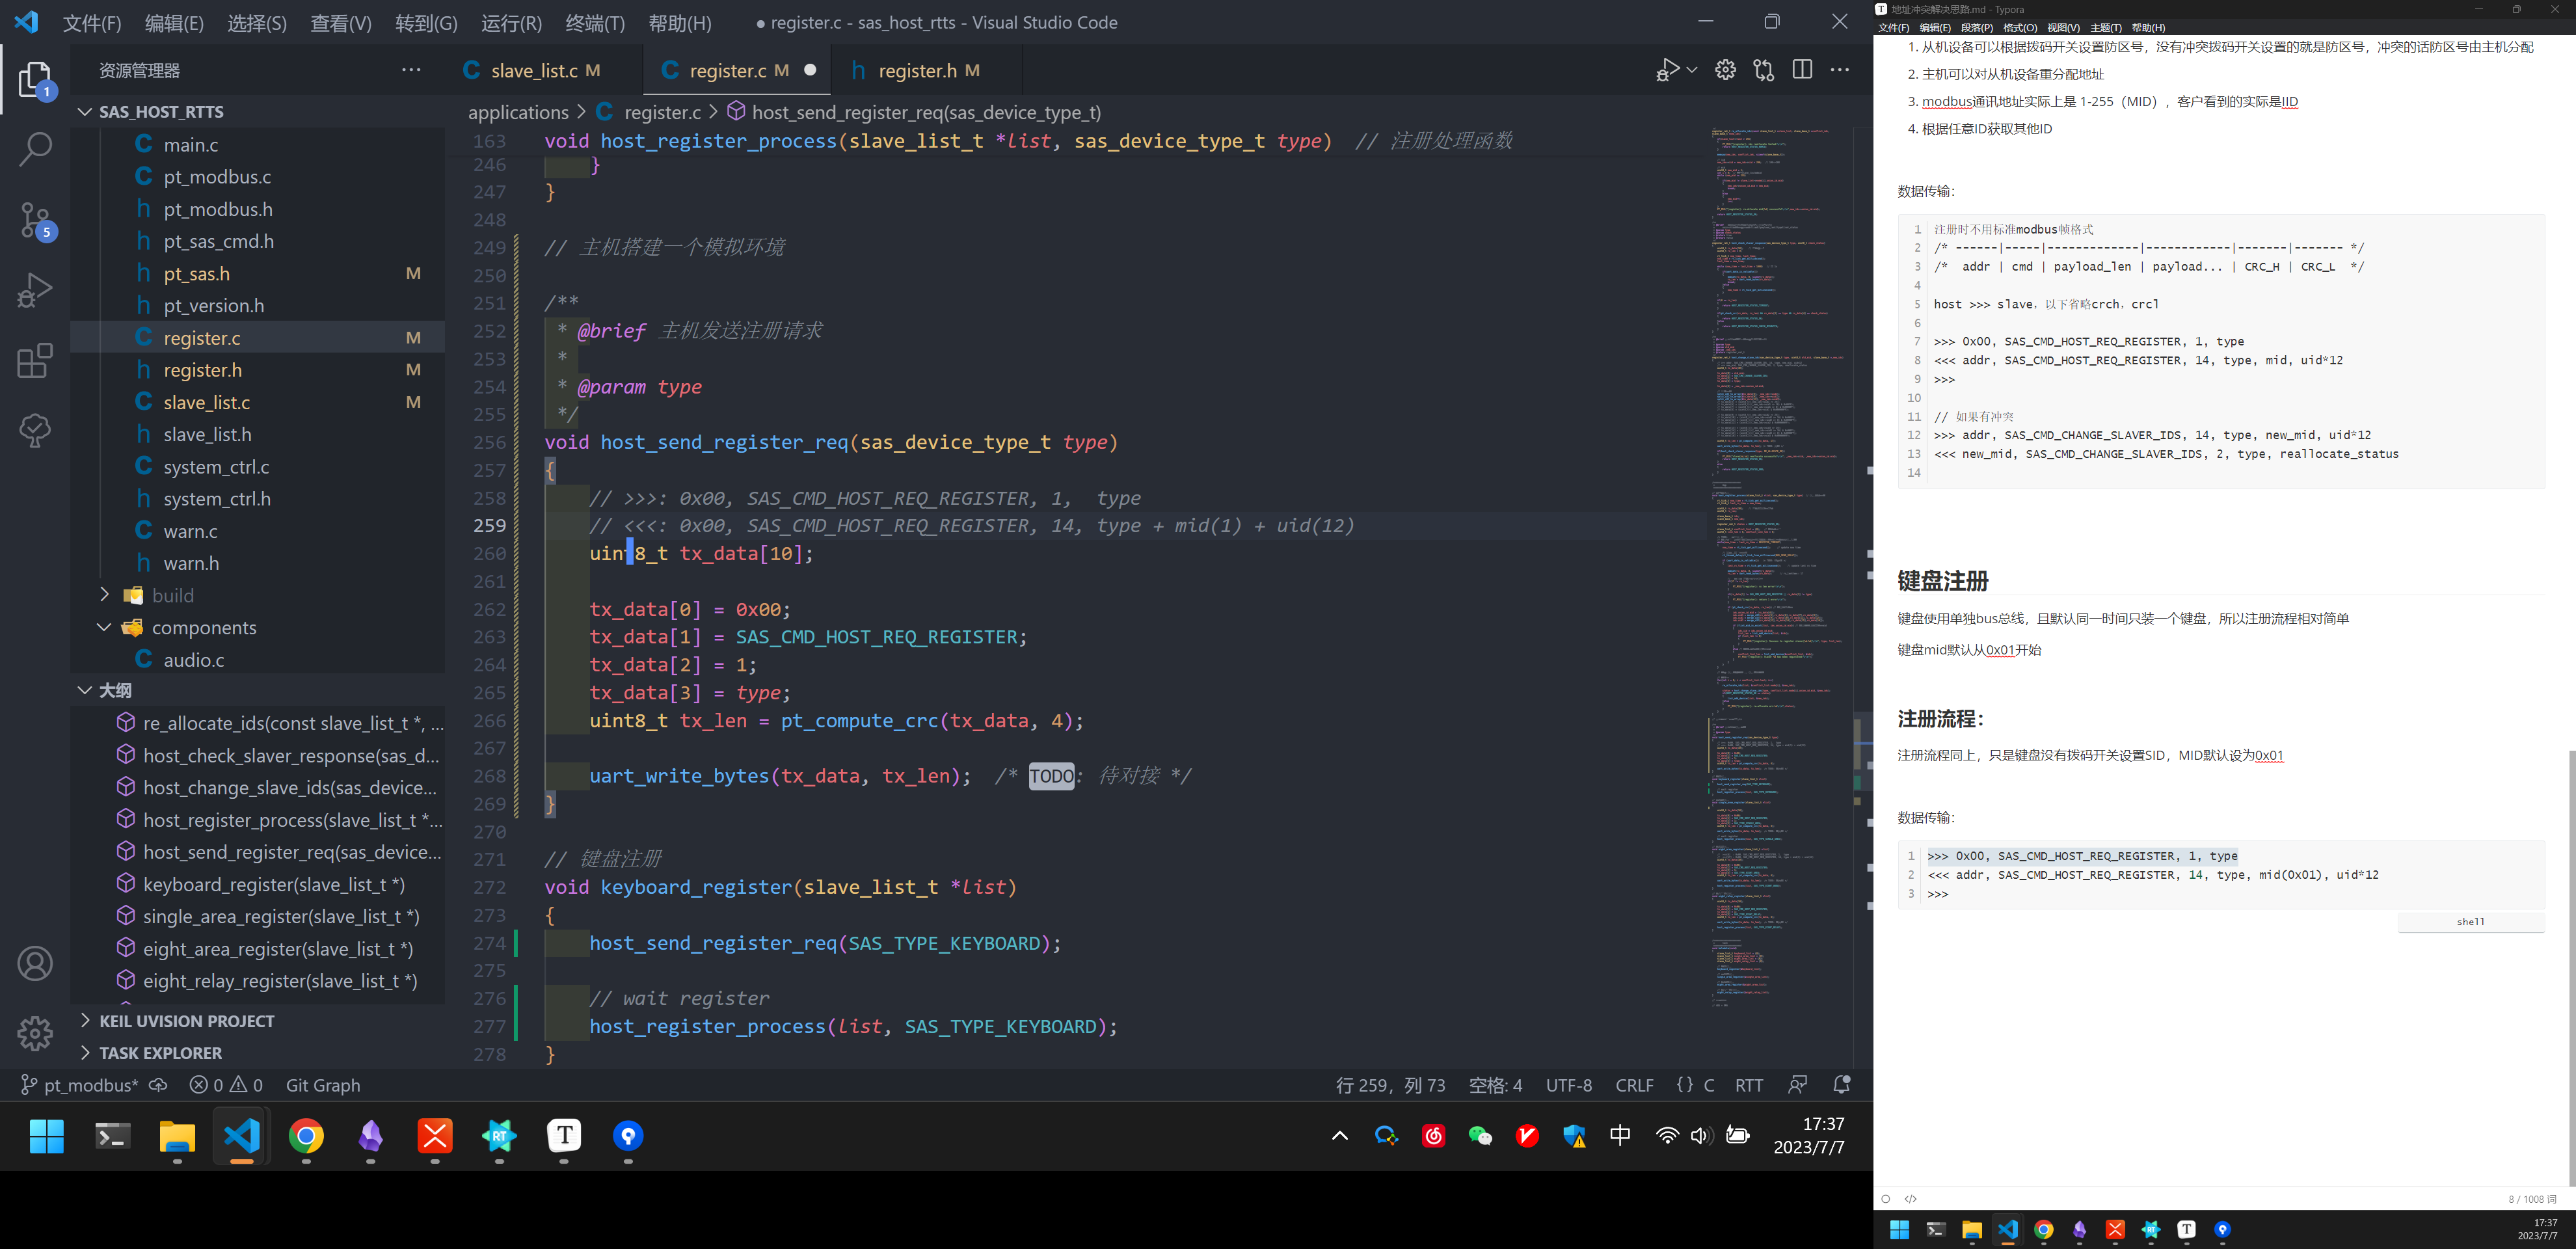 文件(F) 编辑(E) 选择(S) 查看(V) 转到(G) 运行(R) 终端(T) 帮助(H)
● register.c - sas_host_rtts - Visual Studio Code
资源管理器
SAS_HOST_RTTS
main.c
pt_modbus.c
pt_modbus.h
pt_sas_cmd.h
pt_sas.h M
pt_version.h
register.c M
register.h M
slave_list.c M
slave_list.h
system_ctrl.c
system_ctrl.h
warn.c
warn.h
build
components
audio.c
大纲
re_allocate_ids(const slave_list_t *, ...
host_check_slaver_response(sas_d...
host_change_slave_ids(sas_device...
host_register_process(slave_list_t *...
host_send_register_req(sas_device...
keyboard_register(slave_list_t *)
single_area_register(slave_list_t *)
eight_area_register(slave_list_t *)
eight_relay_register(slave_list_t *)
KEIL UVISION PROJECT
TASK EXPLORER
1
5
slave_list.c M
register.c M
register.h M
applications > register.c > host_send_register_req(sas_device_type_t)
163 void host_register_process(slave_list_t *list, sas_device_type_t type)  // 注册处理函数
246 }
247 }
248
249 // 主机搭建一个模拟环境
250
251 /**
252 * @brief 主机发送注册请求
253 *
254 * @param type
255 */
256 void host_send_register_req(sas_device_type_t type)
257 {
258 // >>>: 0x00, SAS_CMD_HOST_REQ_REGISTER, 1,  type
259 // <<<: 0x00, SAS_CMD_HOST_REQ_REGISTER, 14, type + mid(1) + uid(12)
260 uint8_t tx_data[10];
261
262 tx_data[0] = 0x00;
263 tx_data[1] = SAS_CMD_HOST_REQ_REGISTER;
264 tx_data[2] = 1;
265 tx_data[3] = type;
266 uint8_t tx_len = pt_compute_crc(tx_data, 4);
267
268 uart_write_bytes(tx_data, tx_len);  /* TODO: 待对接 */
269 }
270
271 // 键盘注册
272 void keyboard_register(slave_list_t *list)
273 {
274 host_send_register_req(SAS_TYPE_KEYBOARD);
275
276 // wait register
277 host_register_process(list, SAS_TYPE_KEYBOARD);
278 }
pt_modbus* 0 0 Git Graph
行 259，列 73 空格: 4 UTF-8 CRLF {} C RTT
中
17:37
2023/7/7
地址冲突解决思路.md - Typora
文件(F) 编辑(E) 段落(P) 格式(O) 视图(V) 主题(T) 帮助(H)
1. 从机设备可以根据拨码开关设置防区号，没有冲突拨码开关设置的就是防区号，冲突的话防区号由主机分配
2. 主机可以对从机设备重分配地址
3. modbus通讯地址实际上是 1-255（MID），客户看到的实际是IID
4. 根据任意ID获取其他ID
数据传输：
1 注册时不用标准modbus帧格式
2 /* ------|-----|-------------|------------|-------|------- */
3 /*  addr | cmd | payload_len | payload... | CRC_H | CRC_L  */
4
5 host >>> slave，以下省略crch，crcl
6
7 >>> 0x00, SAS_CMD_HOST_REQ_REGISTER, 1, type
8 <<< addr, SAS_CMD_HOST_REQ_REGISTER, 14, type, mid, uid*12
9 >>>
10
11 // 如果有冲突
12 >>> addr, SAS_CMD_CHANGE_SLAVER_IDS, 14, type, new_mid, uid*12
13 <<< new_mid, SAS_CMD_CHANGE_SLAVER_IDS, 2, type, reallocate_status
14
键盘注册
键盘使用单独bus总线，且默认同一时间只装一个键盘，所以注册流程相对简单
键盘mid默认从0x01开始
注册流程：
注册流程同上，只是键盘没有拨码开关设置SID，MID默认设为0x01
数据传输：
1 >>> 0x00, SAS_CMD_HOST_REQ_REGISTER, 1, type
2 <<< addr, SAS_CMD_HOST_REQ_REGISTER, 14, type, mid(0x01), uid*12
3 >>>
shell
8 / 1008 词
17:37
2023/7/7